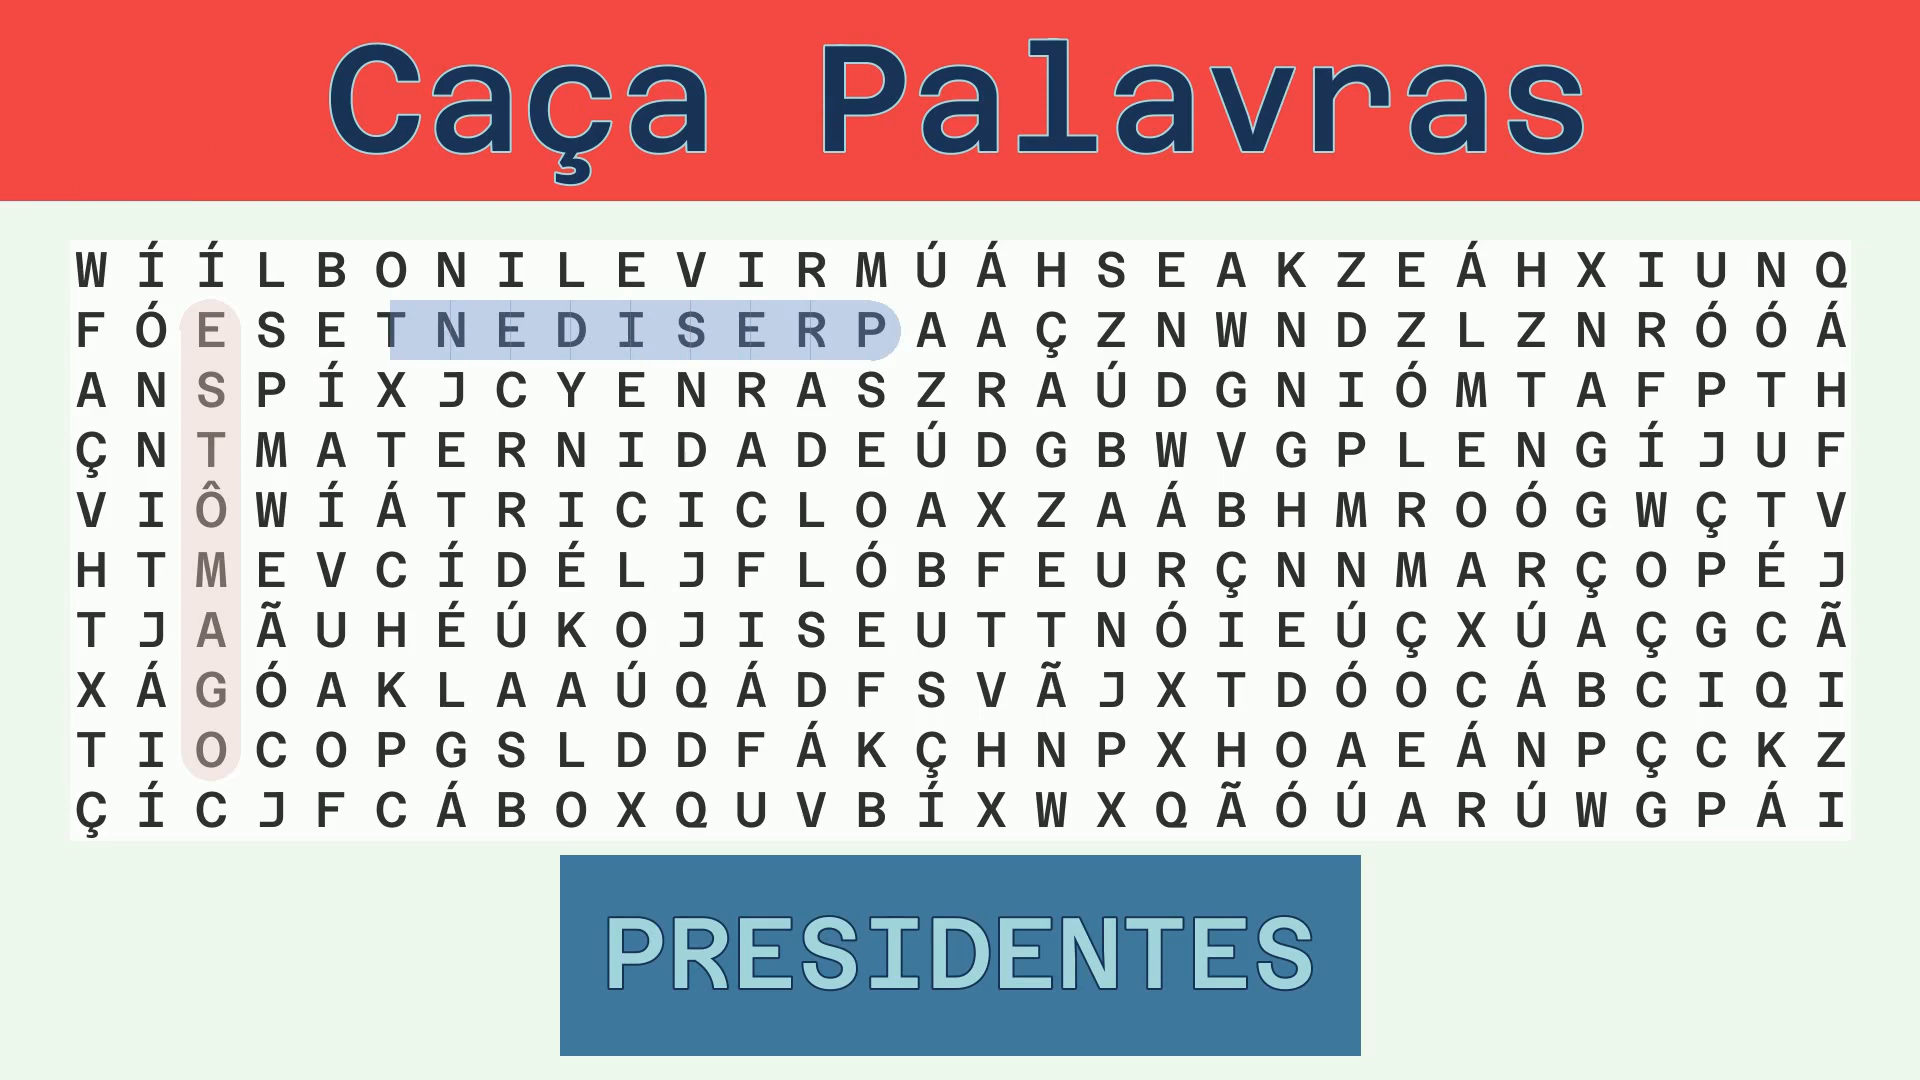 Caça Palavras
W Í Í L B O N I L E V I R M Ú Á H S E A K Z E Á H X I U N Q
F Ó E S E T N E D I S E R P A A Ç Z N W N D Z L Z N R Ó Ó Á
A N S P Í X J C Y E N R A S Z R A Ú D G N I Ó M T A F P T H
Ç N T M A T E R N I D A D E Ú D G B W V G P L E N G Í J U F
V I Ô W Í Á T R I C I C L O A X Z A Á B H M R O Ó G W Ç T V
H T M E V C Í D É L J F L Ó B F E U R Ç N N M A R Ç O P É J
T J A Ã U H É Ú K O J I S E U T T N Ó I E Ú Ç X Ú A Ç G C Ã
X Á G Ó A K L A A Ú Q Á D F S V Ã J X T D Ó O C Á B C I Q I
T I O C O P G S L D D F Á K Ç H N P X H O A E Á N P Ç C K Z
Ç Í C J F C Á B O X Q U V B Í X W X Q Ã Ó Ú A R Ú W G P Á I
PRESIDENTES